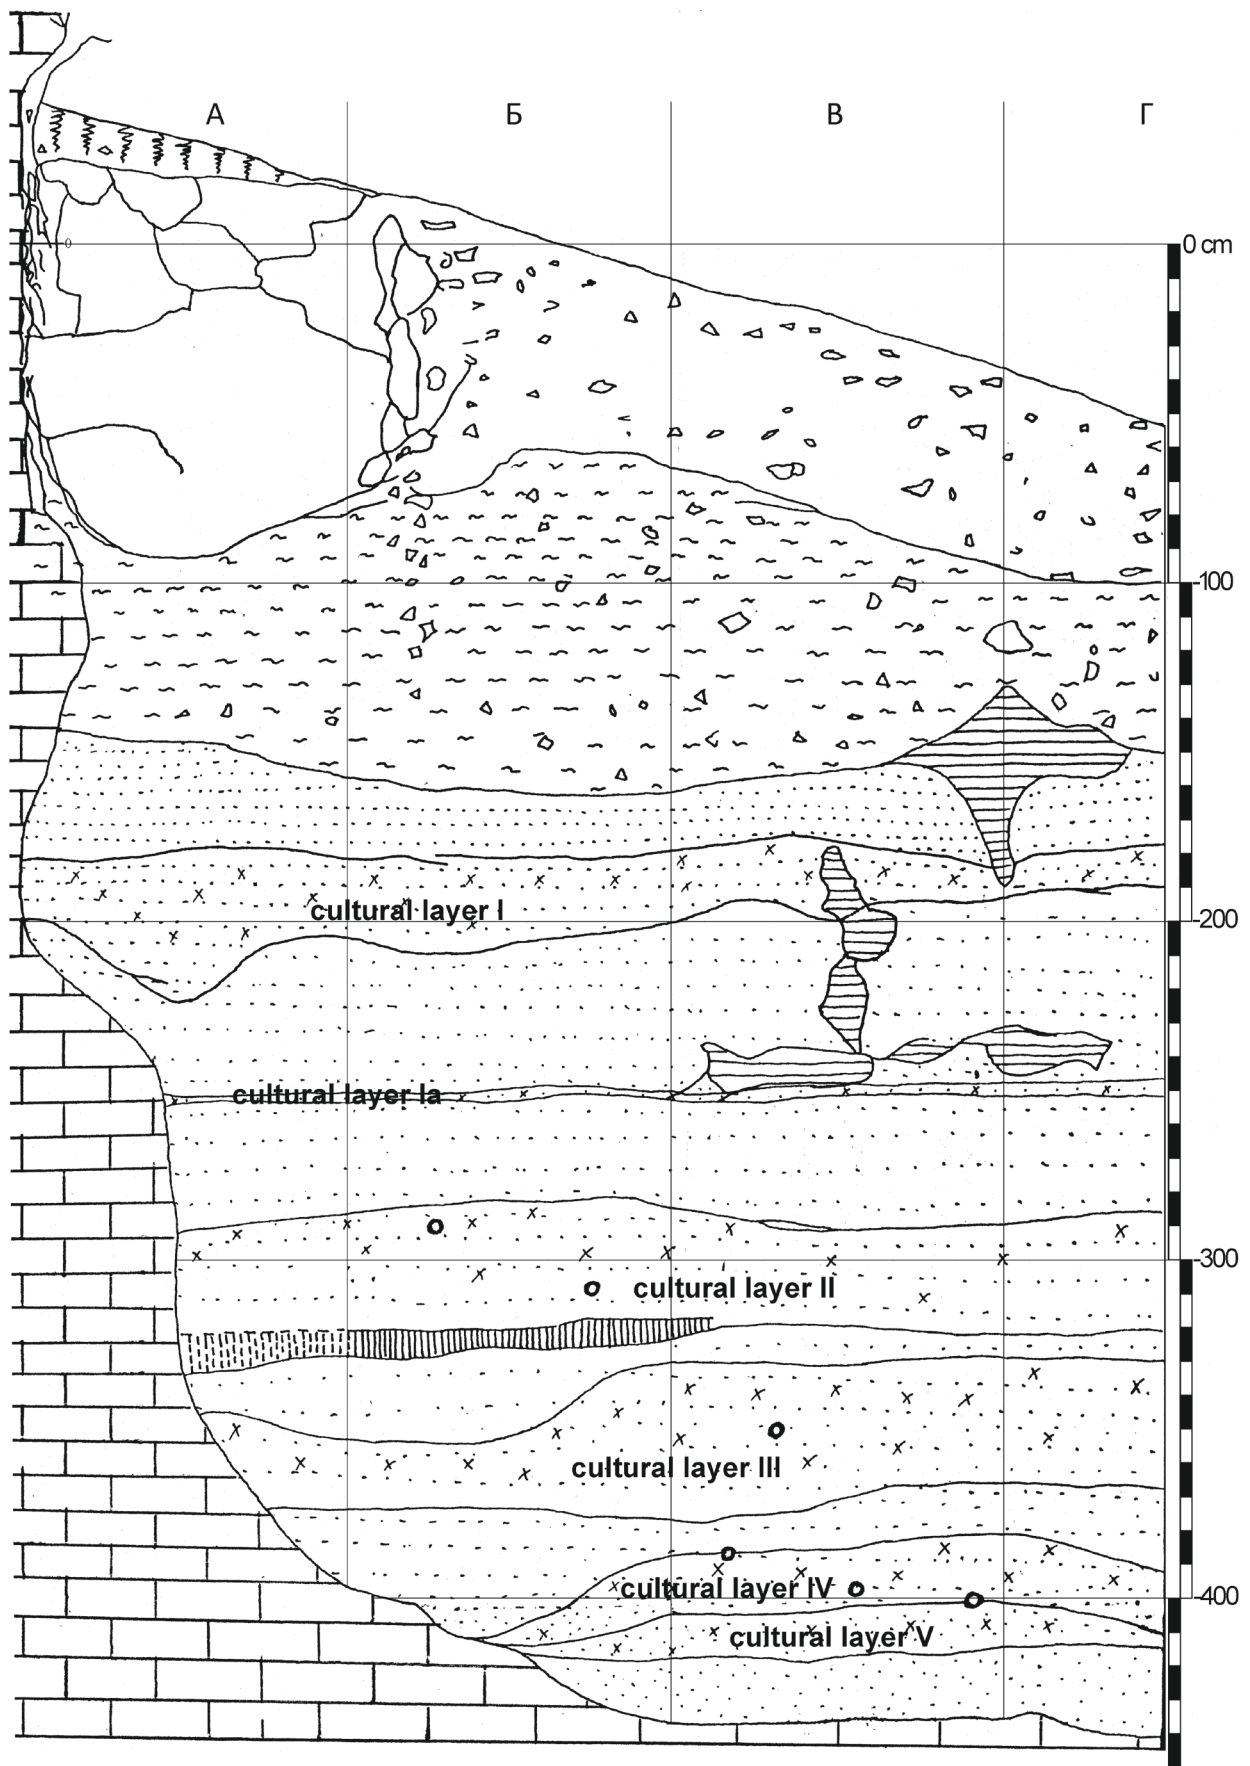 А Б В Г
0 0 cm
-100
cultural layer I
-200
cultural layer Ia
-300
cultural layer II
cultural layer III
cultural layer IV
-400
cultural layer V